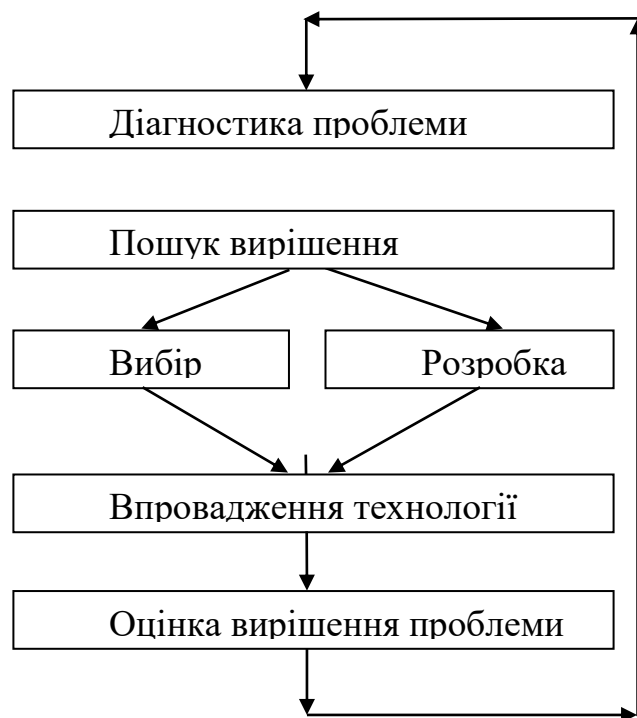 Діагностика проблеми
Пошук вирішення
Вибір
Розробка
Впровадження технології
Оцінка вирішення проблеми